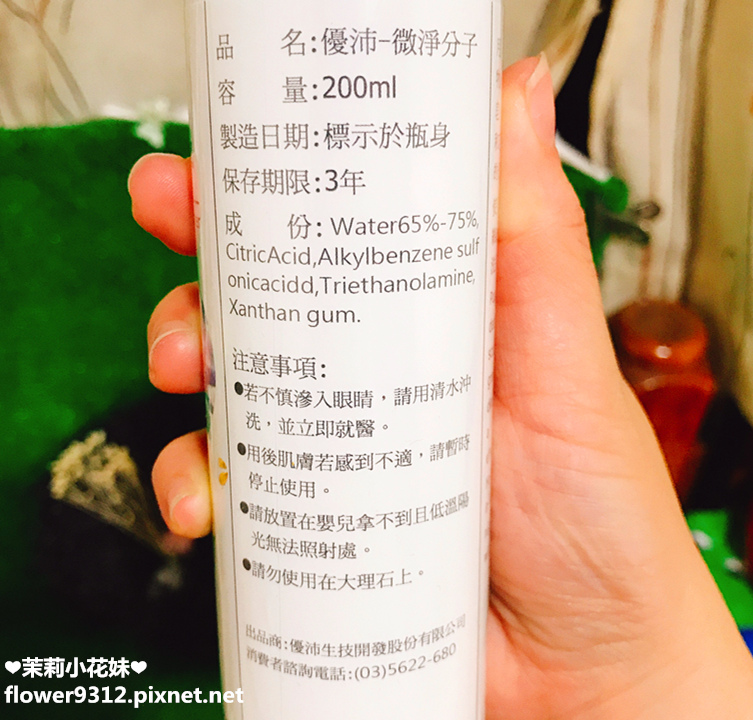 品 名:優沛-微淨分子
容 量:200ml
製造日期:標示於瓶身
保存期限:3年
成 份: Water65%-75%,
CitricAcid,Alkylbenzene sulf
onicacidd,Triethanolamine,
Xanthan gum.
注意事項:
●若不慎滲入眼睛，請用清水沖
洗，並立即就醫。
●用後肌膚若感到不適，請暫時
停止使用。
●請放置在嬰兒拿不到且低溫陽
光無法照射處。
●請勿使用在大理石上。
出品商:優沛生技開發股份有限公司
消費者諮詢電話:(03)5622-680
❤茉莉小花妹❤
flower9312.pixnet.net